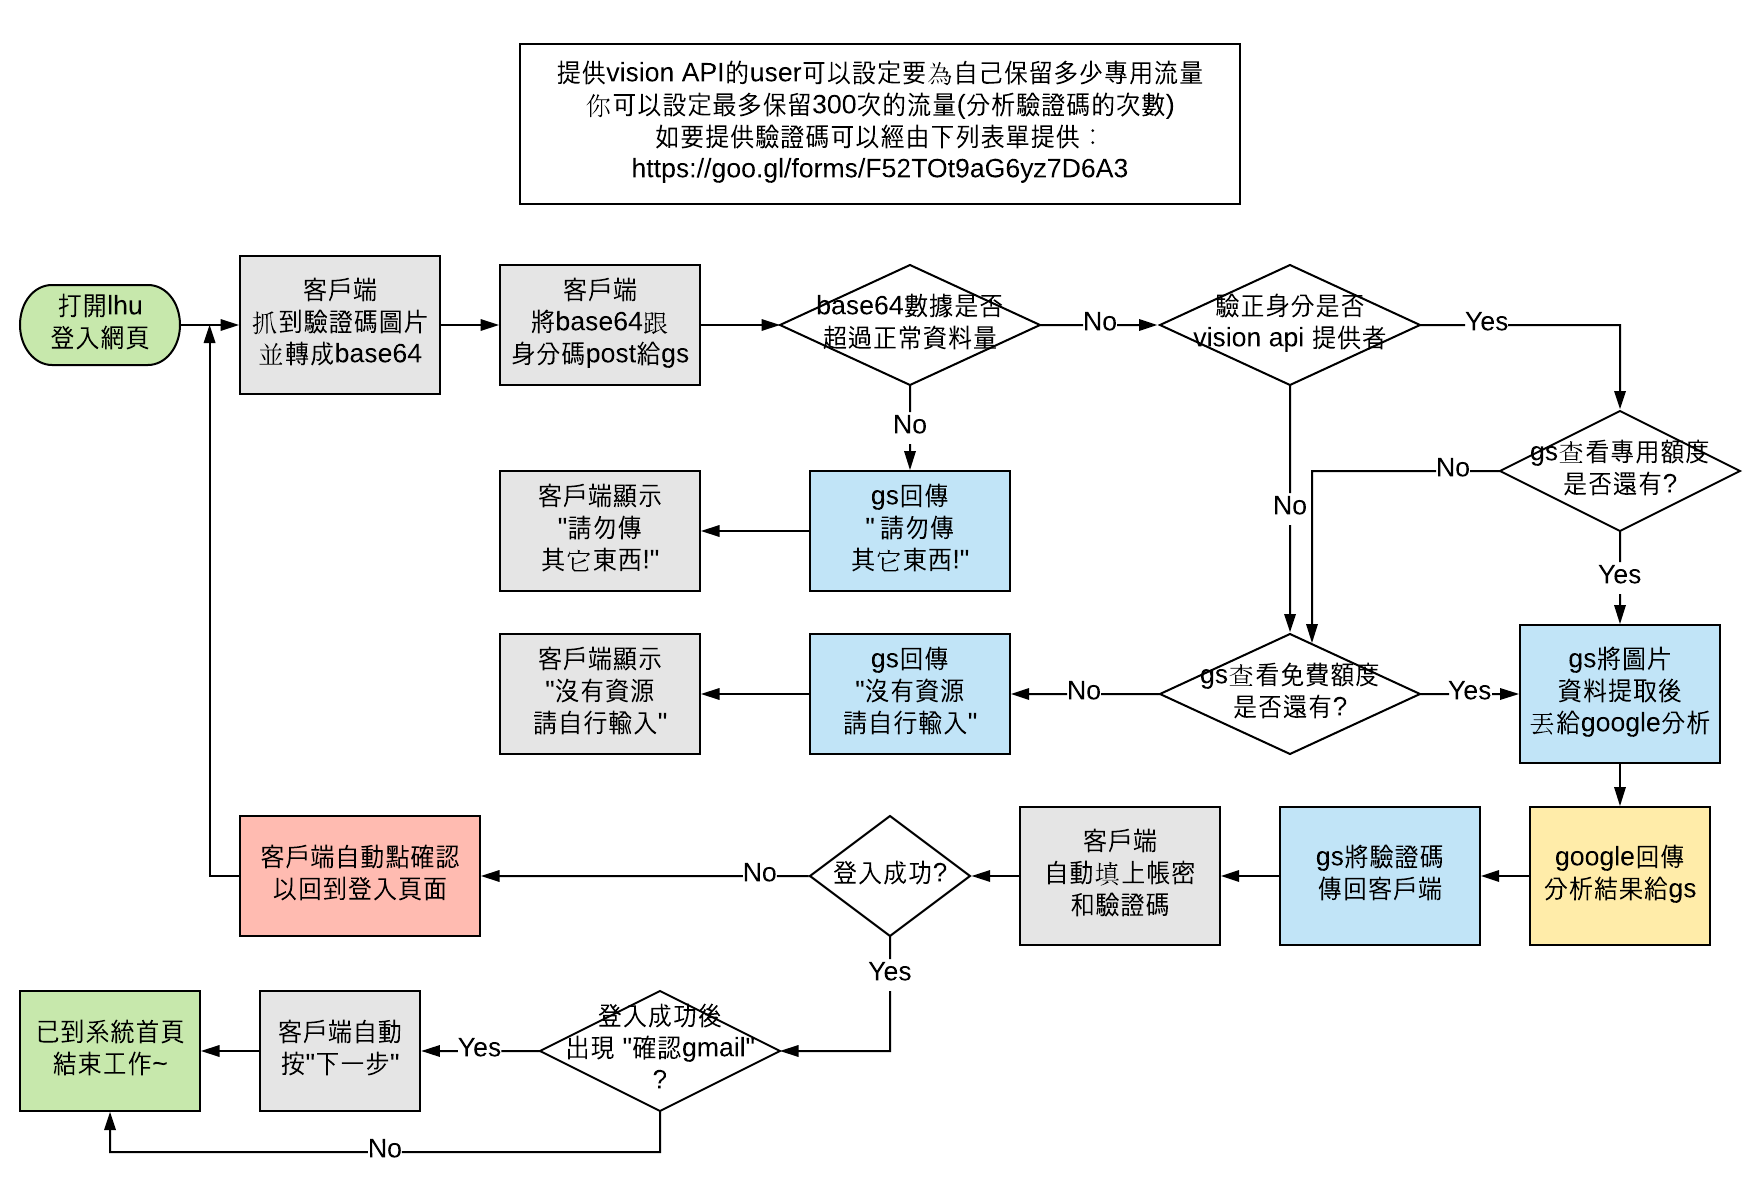 提供vision API的user可以設定要為自己保留多少專用流量
你可以設定最多保留300次的流量(分析驗證碼的次數)
如要提供驗證碼可以經由下列表單提供：
https://goo.gl/forms/F52TOt9aG6yz7D6A3
打開lhu
登入網頁
客戶端
抓到驗證碼圖片
並轉成base64
客戶端
將base64跟
身分碼post給gs
base64數據是否
超過正常資料量
No
驗正身分是否
vision api 提供者
Yes
No
gs查看專用額度
是否還有?
No
No
Yes
客戶端顯示
"請勿傳
其它東西!"
gs回傳
" 請勿傳
其它東西!"
客戶端顯示
"沒有資源
請自行輸入"
gs回傳
"沒有資源
請自行輸入"
No
gs查看免費額度
是否還有?
Yes
gs將圖片
資料提取後
丟給google分析
客戶端自動點確認
以回到登入頁面
No
登入成功?
客戶端
自動填上帳密
和驗證碼
gs將驗證碼
傳回客戶端
google回傳
分析結果給gs
Yes
已到系統首頁
結束工作~
客戶端自動
按"下一步"
Yes
登入成功後
出現 "確認gmail"
?
No